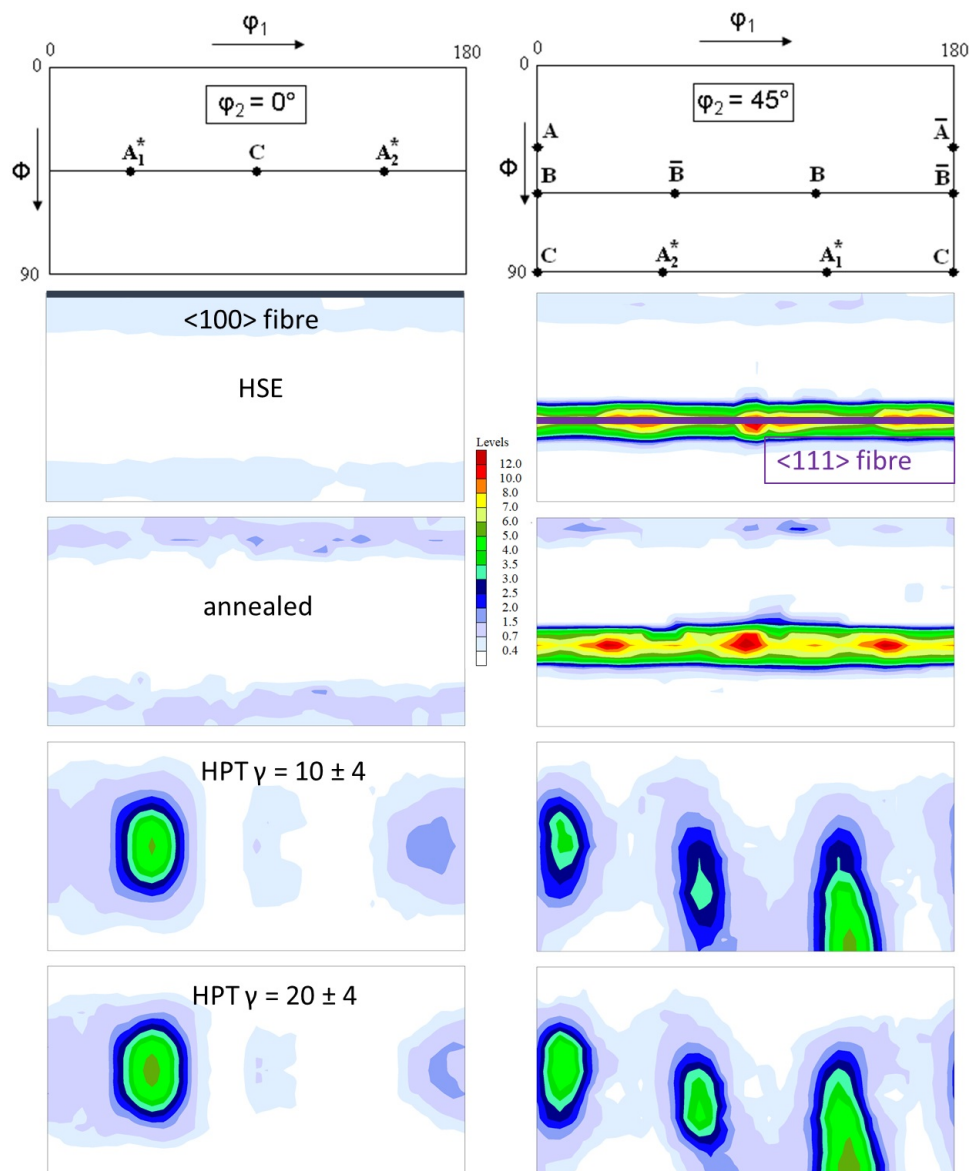 φ1
0 180
0
φ2 = 0°
A1* C A2*
Φ
90
φ1
0 180
0
φ2 = 45°
A A̅
Φ
B B̅ B B̅
C A2* A1* C
90
<100> fibre
HSE
<111> fibre
Levels
12.0
10.0
8.0
7.0
6.0
5.0
4.0
3.5
3.0
2.5
2.0
1.5
0.7
0.4
annealed
HPT γ = 10 ± 4
HPT γ = 20 ± 4